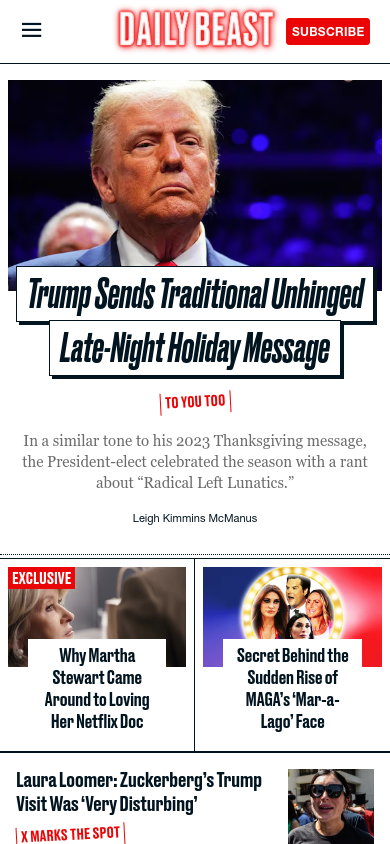 DAILY BEAST
SUBSCRIBE
Trump Sends Traditional Unhinged
Late-Night Holiday Message
TO YOU TOO
In a similar tone to his 2023 Thanksgiving message,
the President-elect celebrated the season with a rant
about “Radical Left Lunatics.”
Leigh Kimmins McManus
EXCLUSIVE
Why Martha
Stewart Came
Around to Loving
Her Netflix Doc
Secret Behind the
Sudden Rise of
MAGA’s ‘Mar-a-
Lago’ Face
Laura Loomer: Zuckerberg’s Trump
Visit Was ‘Very Disturbing’
X MARKS THE SPOT